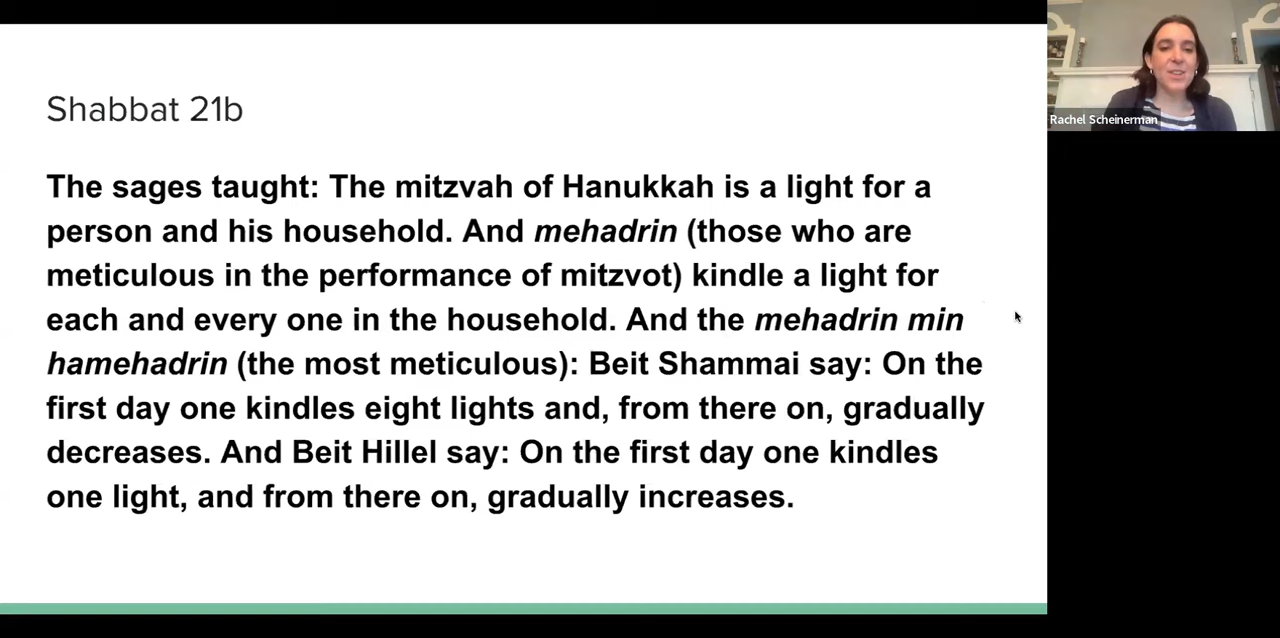 Shabbat 21b
The sages taught: The mitzvah of Hanukkah is a light for a
person and his household. And mehadrin (those who are
meticulous in the performance of mitzvot) kindle a light for
each and every one in the household. And the mehadrin min
hamehadrin (the most meticulous): Beit Shammai say: On the
first day one kindles eight lights and, from there on, gradually
decreases. And Beit Hillel say: On the first day one kindles
one light, and from there on, gradually increases.
Rachel Scheinerman